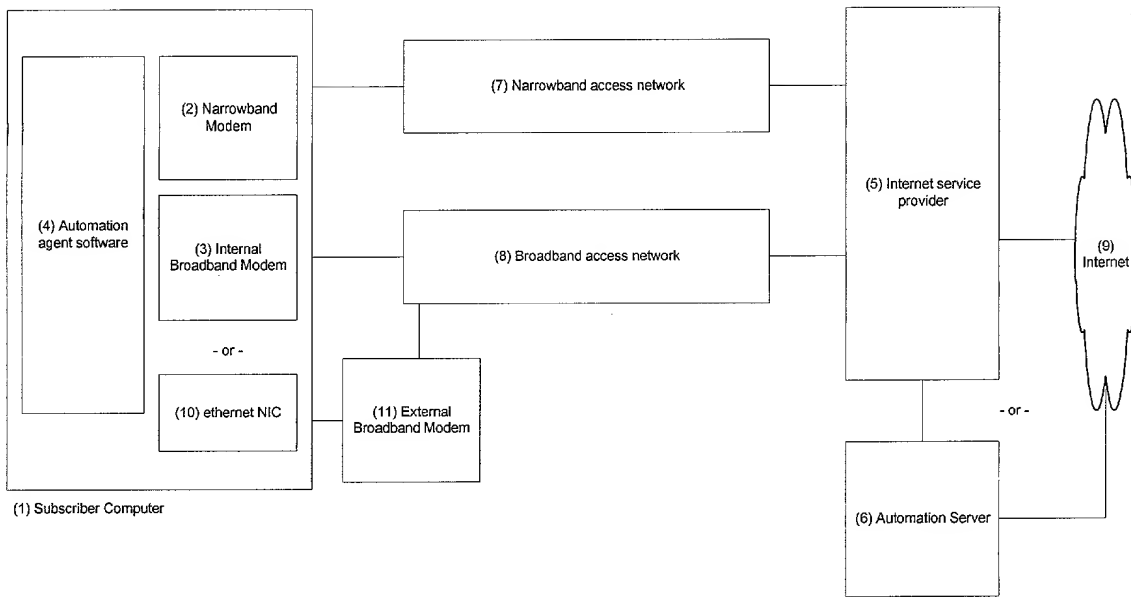 (4) Automation
agent software
(2) Narrowband
Modem
(3) Internal
Broadband Modem
- or -
(10) ethernet NIC
(1) Subscriber Computer
(11) External
Broadband Modem
(7) Narrowband access network
(8) Broadband access network
(5) Internet service
provider
(9)
Internet
- or -
(6) Automation Server